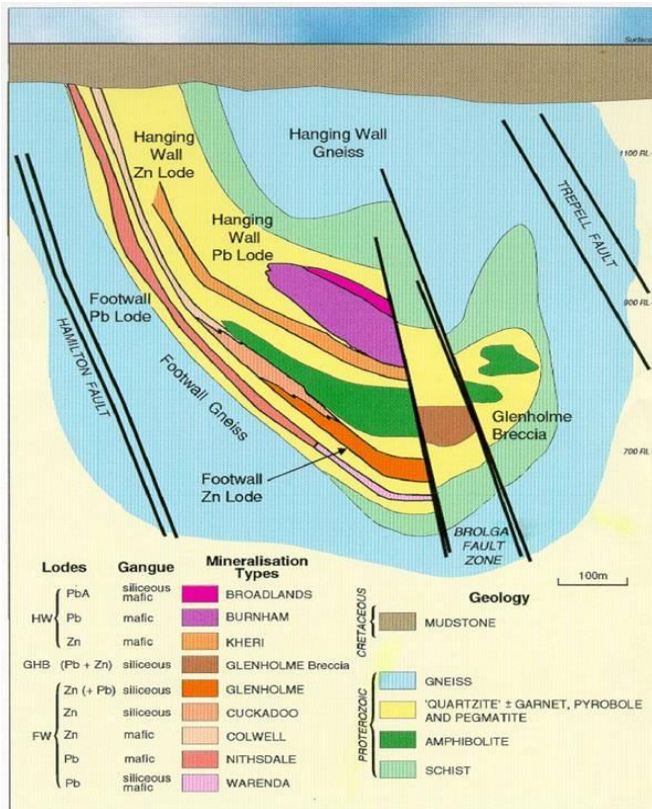 Surface
Hanging
Wall
Zn Lode
Hanging Wall
Gneiss
1100 RL
TREPELL FAULT
Hanging
Wall
Pb Lode
900 RL
Footwall
Pb Lode
HAMILTON FAULT
Footwall Gneiss
Glenholme
Breccia
700 RL
Footwall
Zn Lode
BROLGA
FAULT
ZONE
100m
Lodes Gangue Mineralisation Types
HW PbA siliceous mafic BROADLANDS
Pb mafic BURNHAM
Zn mafic KHERI
GHB (Pb + Zn) siliceous GLENHOLME Breccia
FW Zn (+ Pb) siliceous GLENHOLME
Zn siliceous CUCKADOO
Zn mafic COLWELL
Pb mafic NITHSDALE
Pb siliceous mafic WARENDA
Geology
CRETACEOUS
MUDSTONE
PROTEROZOIC
GNEISS
'QUARTZITE' ± GARNET, PYROBOLE
AND PEGMATITE
AMPHIBOLITE
SCHIST